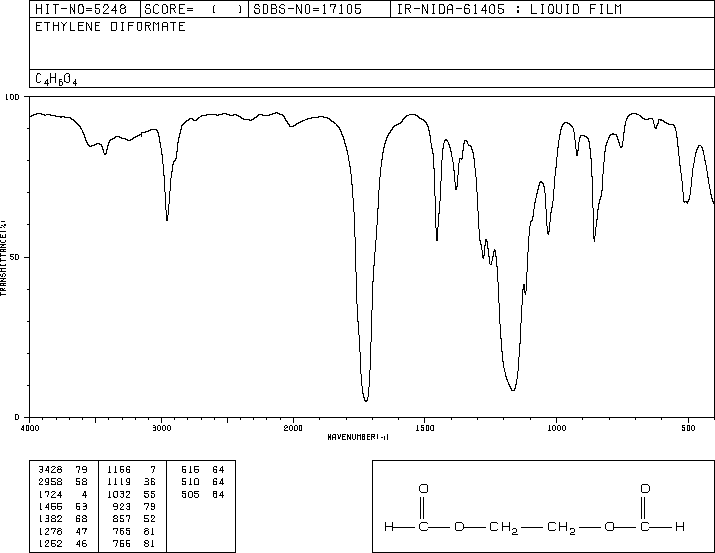 HIT-NO=5248 SCORE= ( ) SDBS-NO=17105 IR-NIDA-61405 : LIQUID FILM
ETHYLENE DIFORMATE
C4H6O4
100
50
0
TRANSMITTANCE(%)
4000 3000 2000 1500 1000 500
WAVENUMBER(-1)
3428 79 1166 7 516 64
2958 58 1119 36 510 64
1724 4 1032 55 505 64
1455 53 923 79
1382 68 857 52
1278 47 765 81
1252 46 755 81
O O
H C O CH2 CH2 O C H